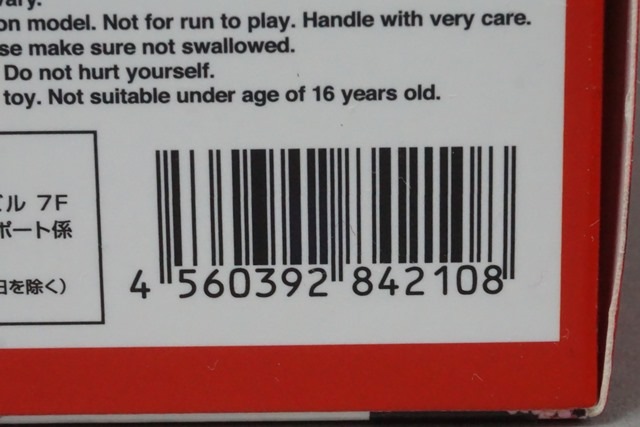 vary.
on model. Not for run to play. Handle with very care.
se make sure not swallowed.
Do not hurt yourself.
toy. Not suitable under age of 16 years old.
ビル 7F
ポート係
日を除く)
4 560392 842108